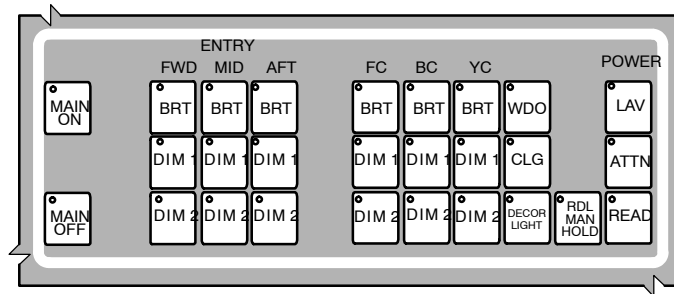 ENTRY
FWD MID AFT FC BC YC POWER
MAIN ON BRT BRT BRT BRT BRT BRT WDO LAV
DIM 1 DIM 1 DIM 1 DIM 1 DIM 1 DIM 1 CLG ATTN
MAIN OFF DIM 2 DIM 2 DIM 2 DIM 2 DIM 2 DIM 2 DECOR LIGHT RDL MAN HOLD READ